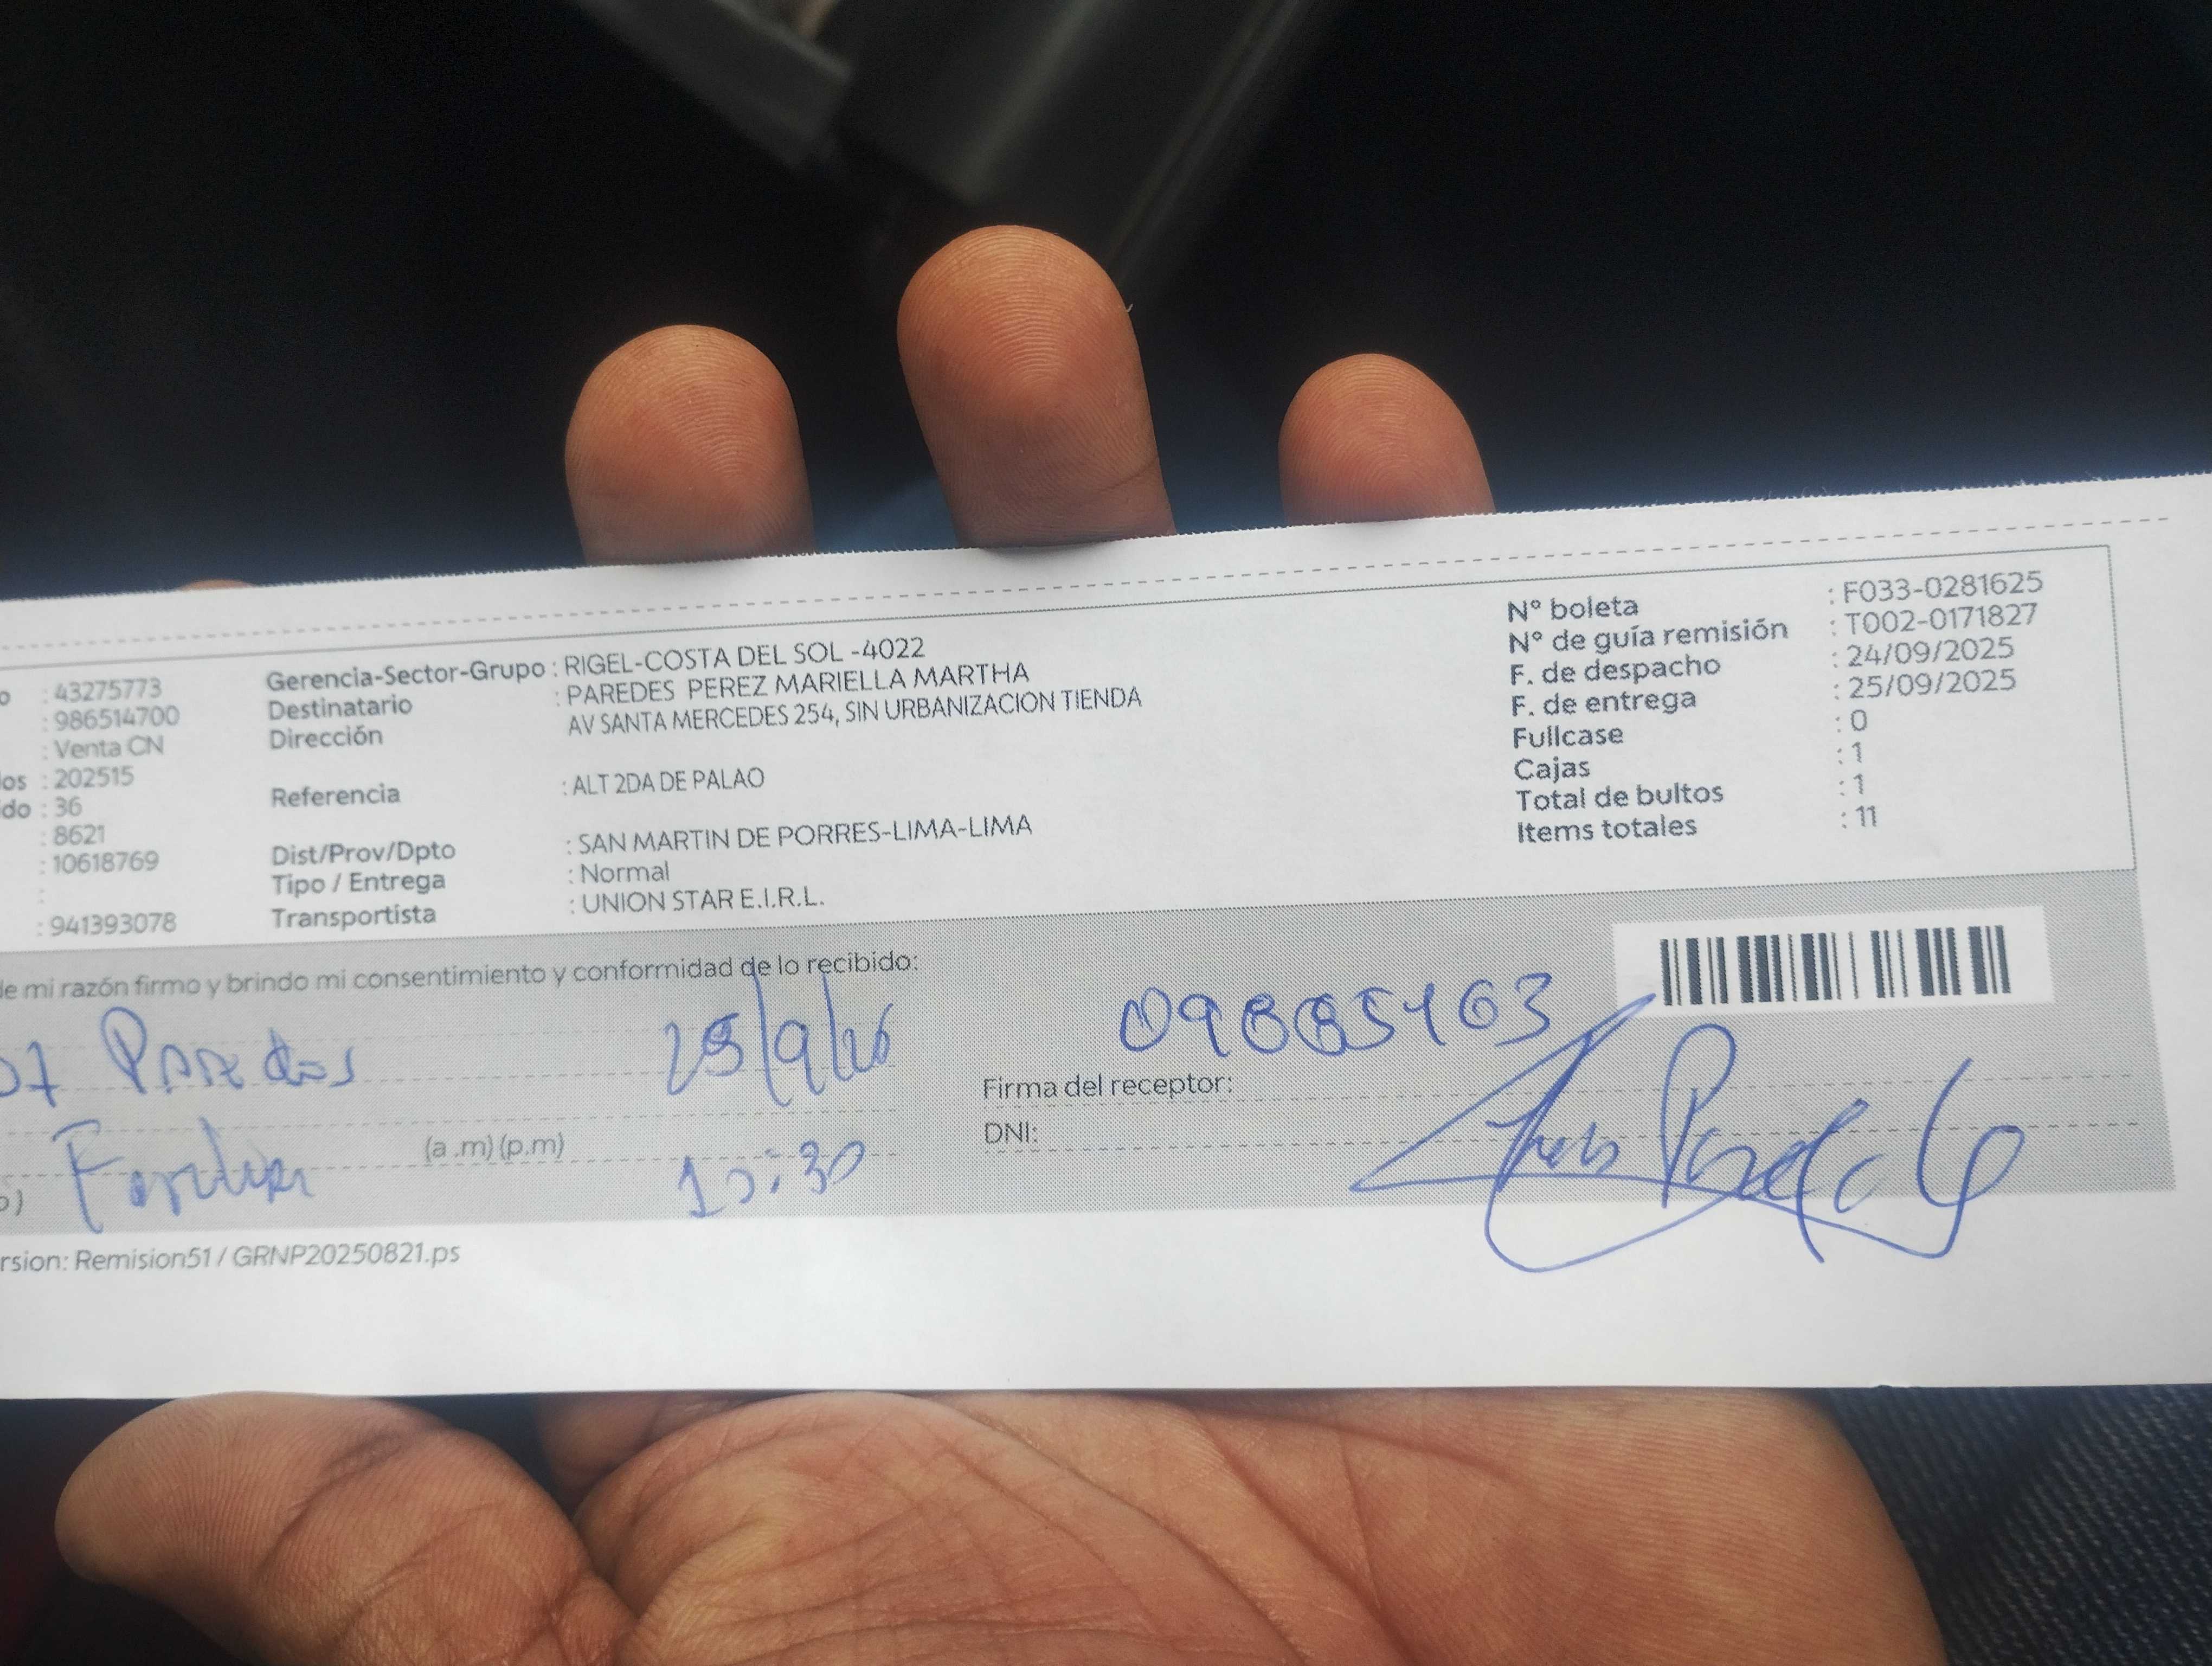 o : 43275773
: 986514700
: Venta CN
los : 202515
do : 36
: 8621
: 10618769
:
: 941393078
Gerencia-Sector-Grupo : RIGEL-COSTA DEL SOL -4022
Destinatario : PAREDES PEREZ MARIELLA MARTHA
Dirección AV SANTA MERCEDES 254, SIN URBANIZACION TIENDA
Referencia : ALT 2DA DE PALAO
Dist/Prov/Dpto : SAN MARTIN DE PORRES-LIMA-LIMA
Tipo / Entrega : Normal
Transportista : UNION STAR E.I.R.L.
N° boleta : F033-0281625
N° de guía remisión : T002-0171827
F. de despacho : 24/09/2025
F. de entrega : 25/09/2025
Fullcase : 0
Cajas : 1
Total de bultos : 1
Items totales : 11
de mi razón firmo y brindo mi consentimiento y conformidad de lo recibido:
Paredes
Firma del receptor:
(a .m) (p.m) 10:30
DNI:
o)
rsion: Remision51 / GRNP20250821.ps